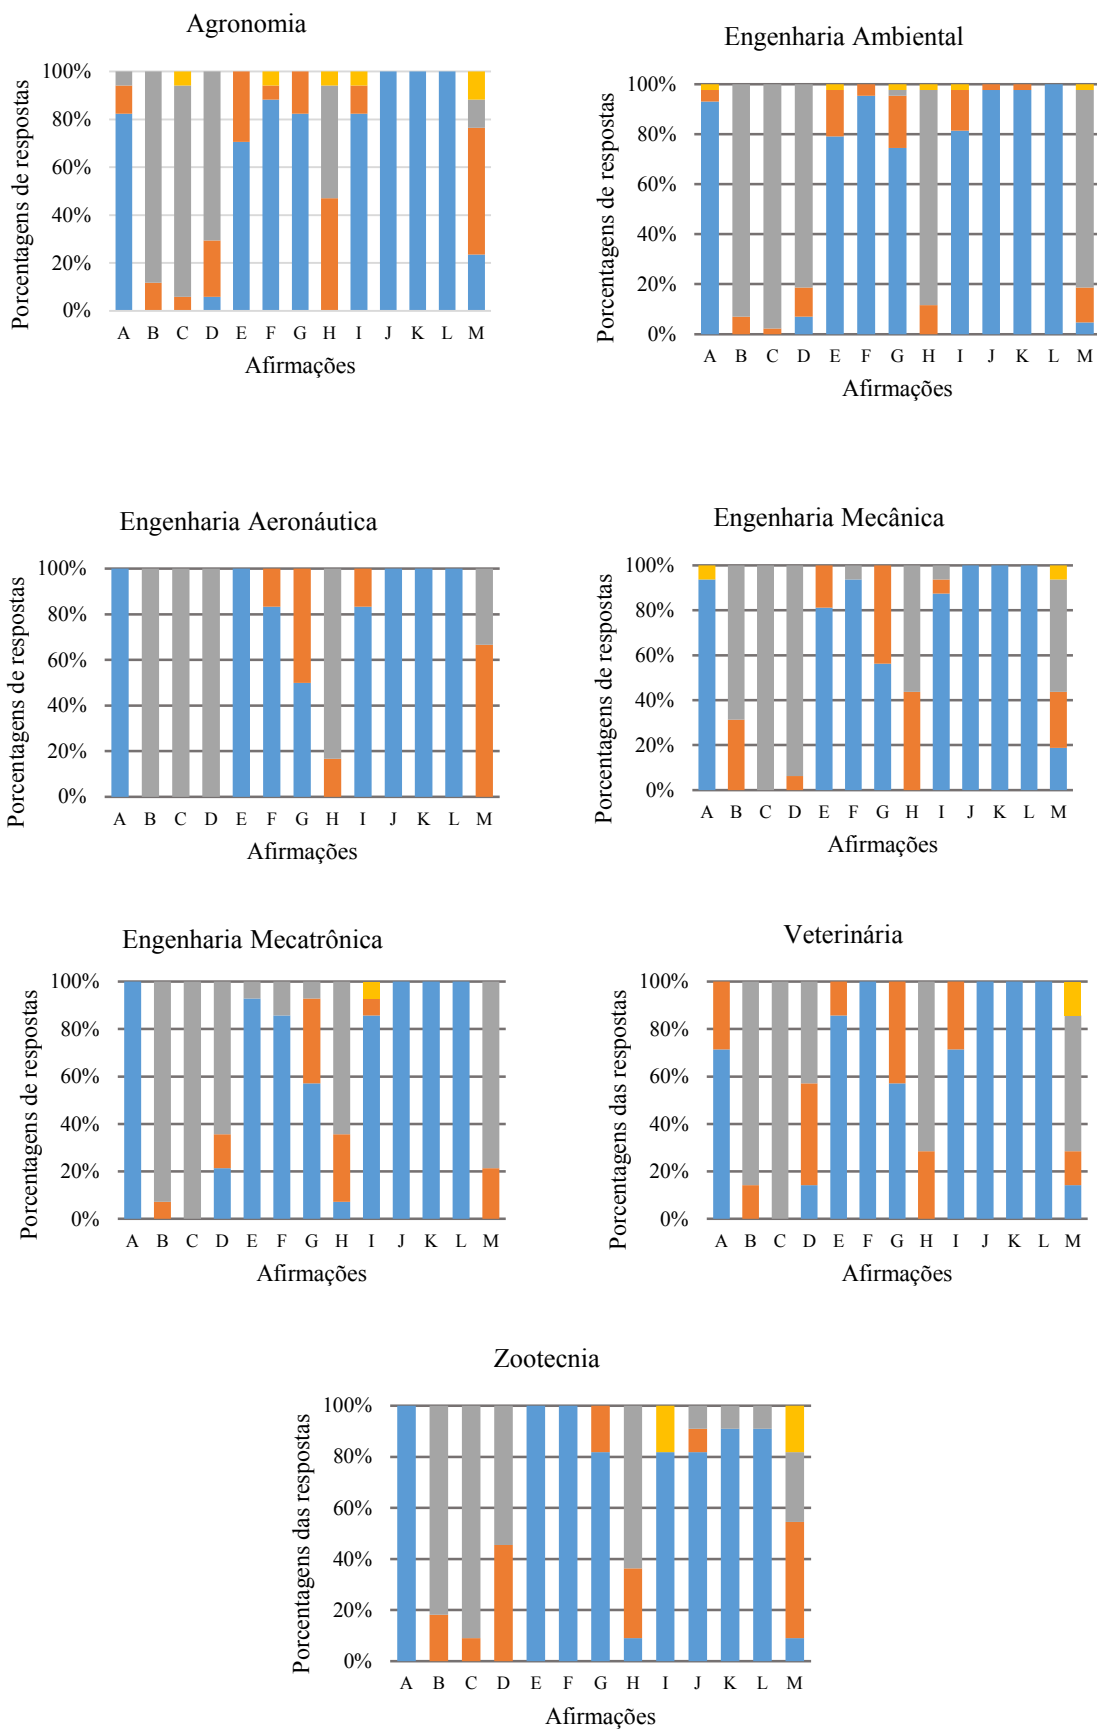 Agronomia
Porcentagens de respostas
100%
80%
60%
40%
20%
0%
A B C D E F G H I J K L M
Afirmações
Engenharia Ambiental
Porcentagens de respostas
100%
80%
60%
40%
20%
0%
A B C D E F G H I J K L M
Afirmações
Engenharia Aeronáutica
Porcentagens de respostas
100%
80%
60%
40%
20%
0%
A B C D E F G H I J K L M
Afirmações
Engenharia Mecânica
Porcentagens de respostas
100%
80%
60%
40%
20%
0%
A B C D E F G H I J K L M
Afirmações
Engenharia Mecatrônica
Porcentagens de respostas
100%
80%
60%
40%
20%
0%
A B C D E F G H I J K L M
Afirmações
Veterinária
Porcentagens das respostas
100%
80%
60%
40%
20%
0%
A B C D E F G H I J K L M
Afirmações
Zootecnia
Porcentagens das respostas
100%
80%
60%
40%
20%
0%
A B C D E F G H I J K L M
Afirmações